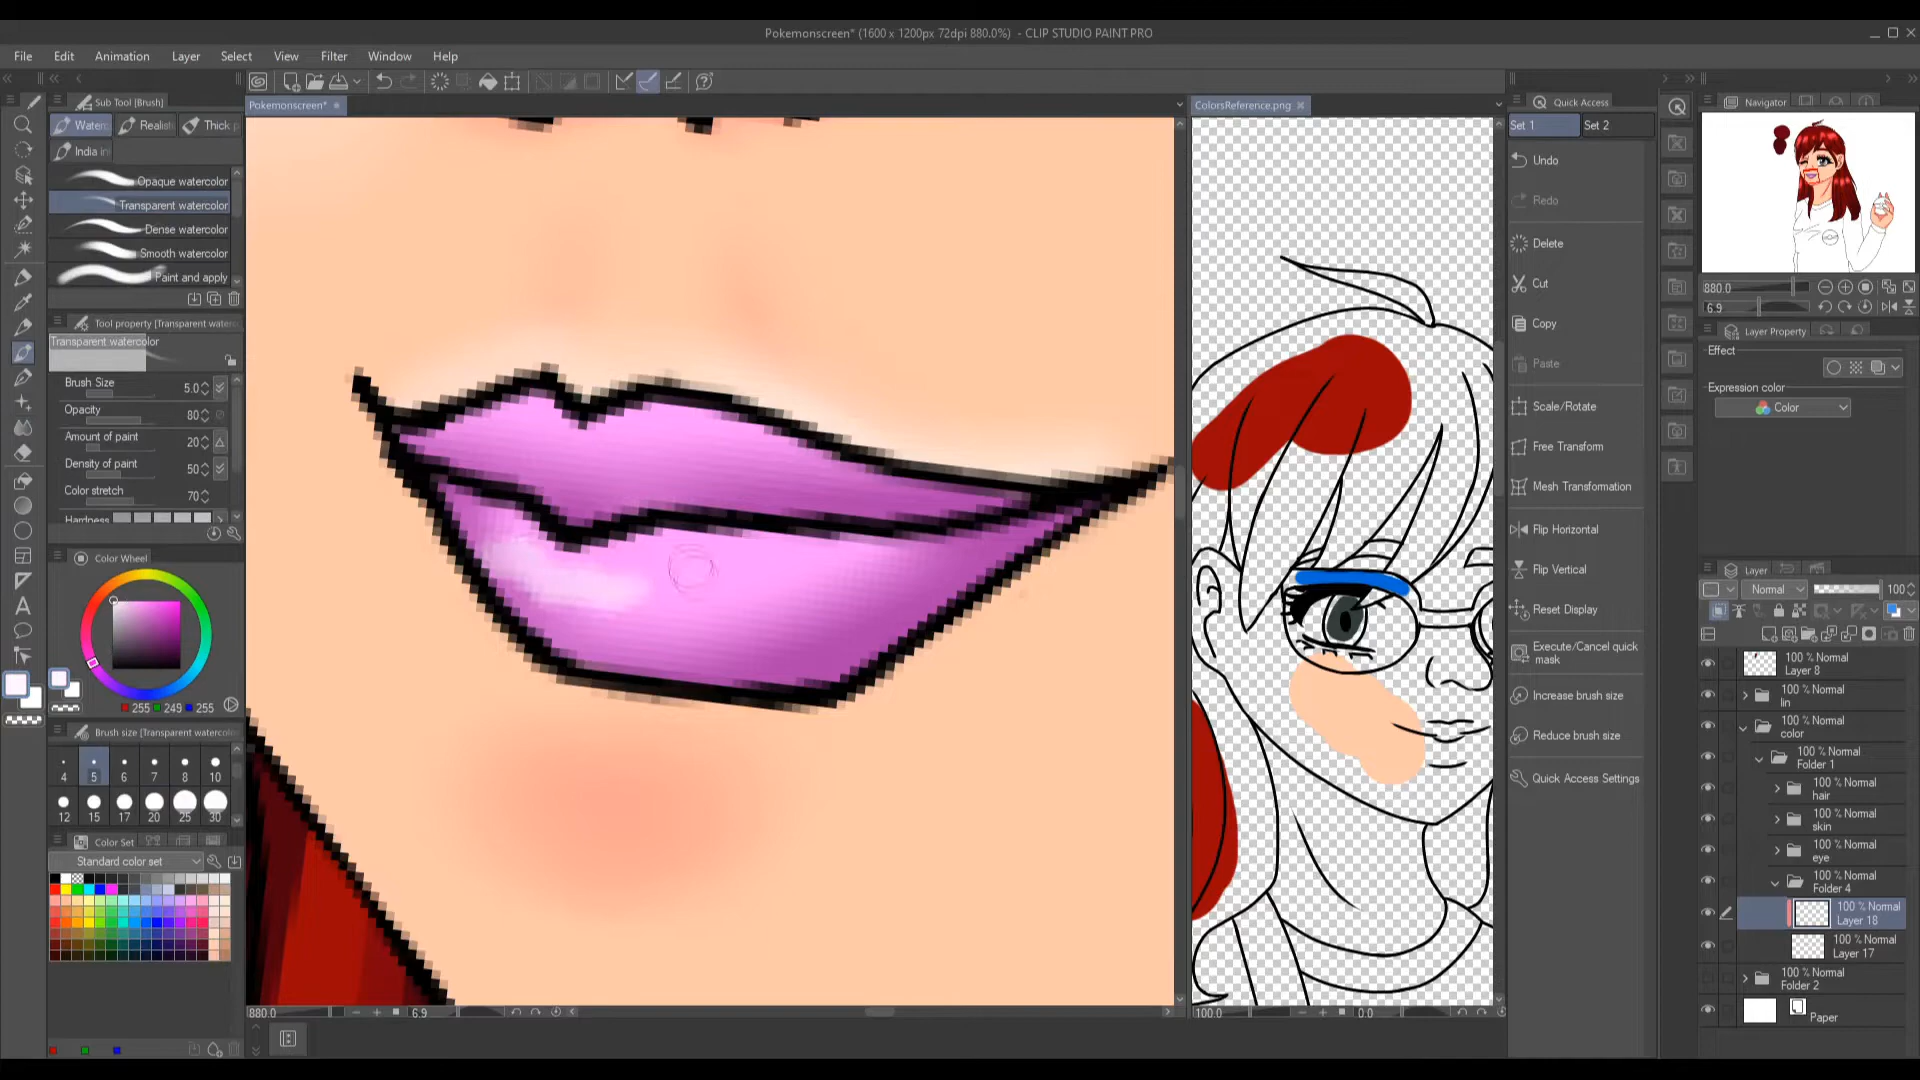 Pokemonscreen* (1600 x 1200px 72dpi 880.0%) - CLIP STUDIO PAINT PRO
File Edit Animation Layer Select View Filter Window Help
Sub Tool [Brush]
Pokemonscreen*
ColorsReference.png
Quick Access
Navigator
Water
Realist
Thick p
India in
Set 1
Set 2
Opaque watercolor
Transparent watercolor
Dense watercolor
Smooth watercolor
Paint and apply
Tool property [Transparent water
Transparent watercolor
Brush Size 5.0
Opacity 80
Amount of paint 20
Density of paint 50
Color stretch 70
Hardness
Color Wheel
255 249 255
Brush size [Transparent watercolo
4 5 6 7 8 10
12 15 17 20 25 30
Color Set
Standard color set
880.0 6.9
100.0 0.0
Undo
Redo
Delete
Cut
Copy
Paste
Scale/Rotate
Free Transform
Mesh Transformation
Flip Horizontal
Flip Vertical
Reset Display
Execute/Cancel quick
mask
Increase brush size
Reduce brush size
Quick Access Settings
880.0
6.9
Layer Property
Effect
Expression color
Color
Layer
Normal 100
100 % Normal
Layer 8
100 % Normal
lin
100 % Normal
color
100 % Normal
Folder 1
100 % Normal
hair
100 % Normal
skin
100 % Normal
eye
100 % Normal
Folder 4
100 % Normal
Layer 18
100 % Normal
Layer 17
100 % Normal
Folder 2
Paper